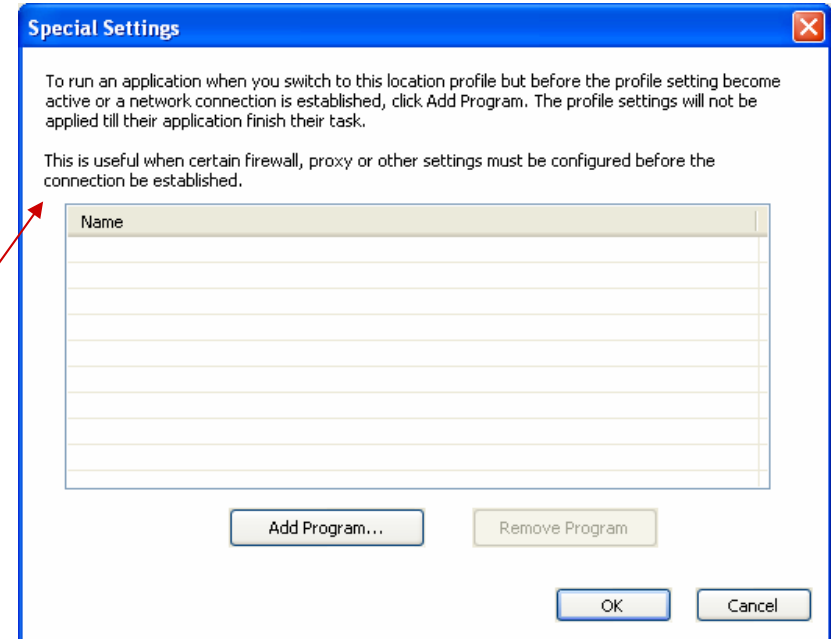 Special Settings
To run an application when you switch to this location profile but before the profile setting become
active or a network connection is established, click Add Program. The profile settings will not be
applied till their application finish their task.
This is useful when certain firewall, proxy or other settings must be configured before the
connection be established.
Name
Add Program...
Remove Program
OK
Cancel